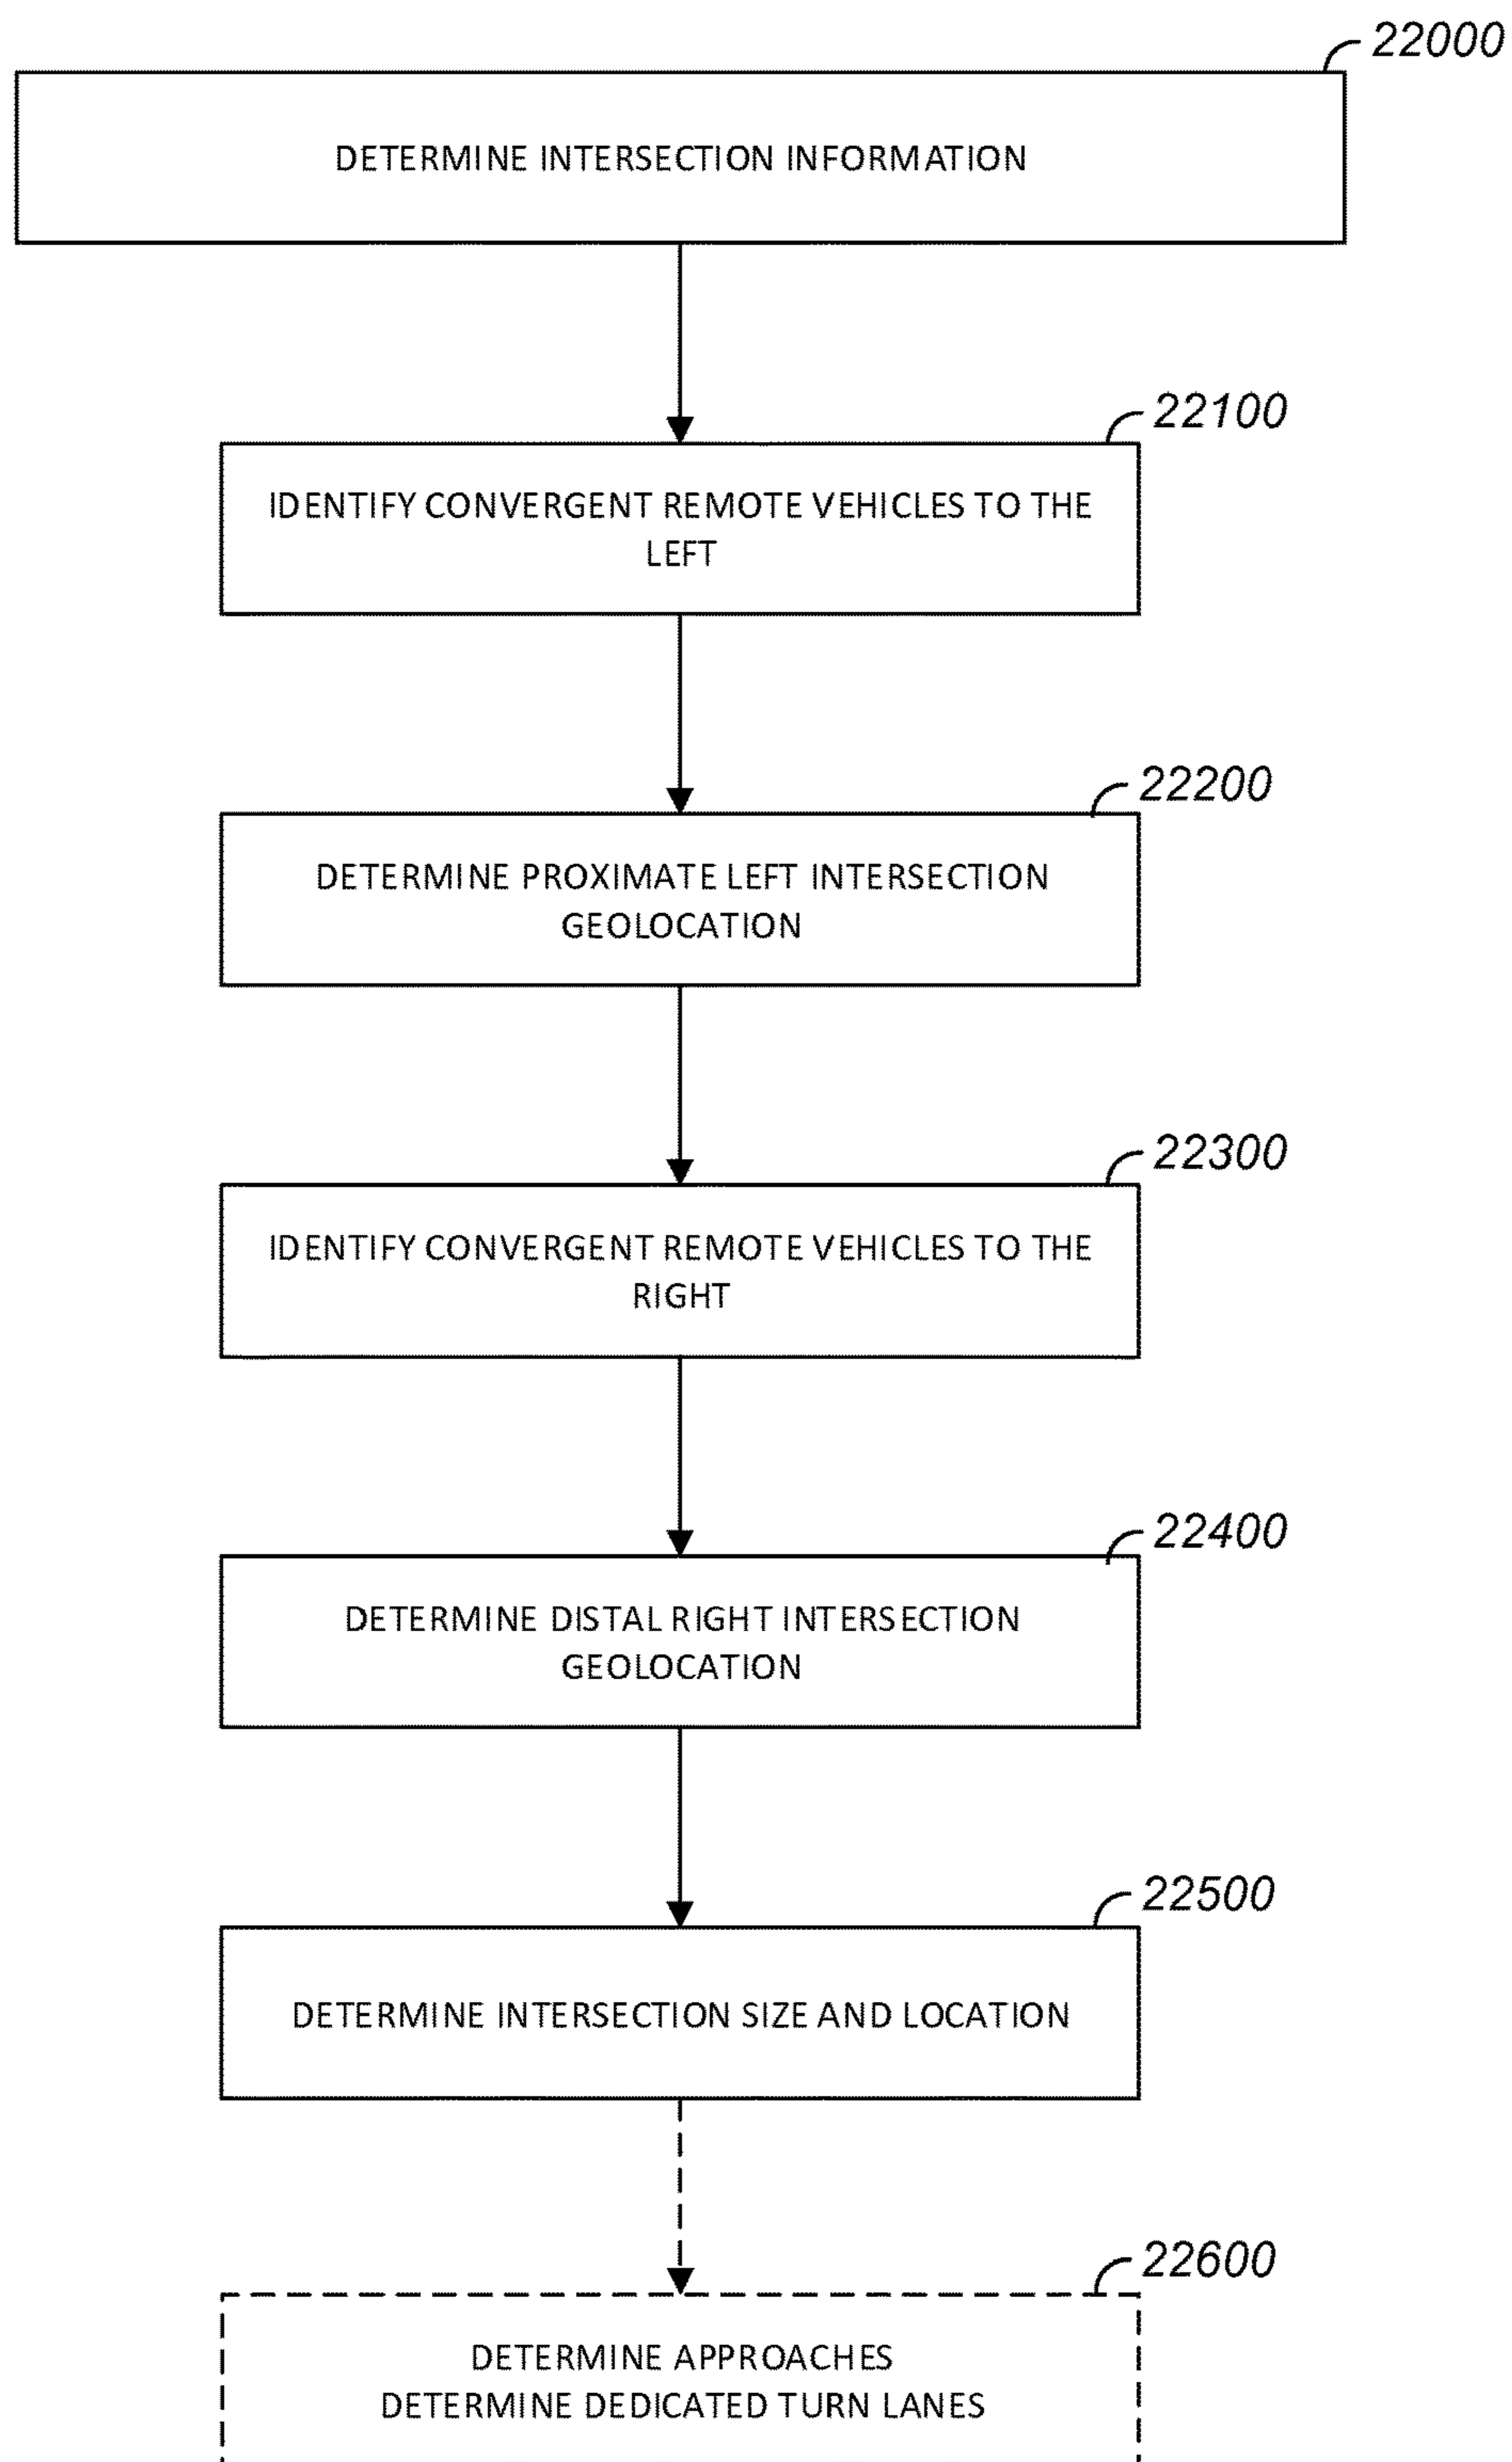 22000
DETERMINE INTERSECTION INFORMATION
22100
IDENTIFY CONVERGENT REMOTE VEHICLES TO THE
LEFT
22200
DETERMINE PROXIMATE LEFT INTERSECTION
GEOLOCATION
22300
IDENTIFY CONVERGENT REMOTE VEHICLES TO THE
RIGHT
22400
DETERMINE DISTAL RIGHT INTERSECTION
GEOLOCATION
22500
DETERMINE INTERSECTION SIZE AND LOCATION
22600
DETERMINE APPROACHES
DETERMINE DEDICATED TURN LANES